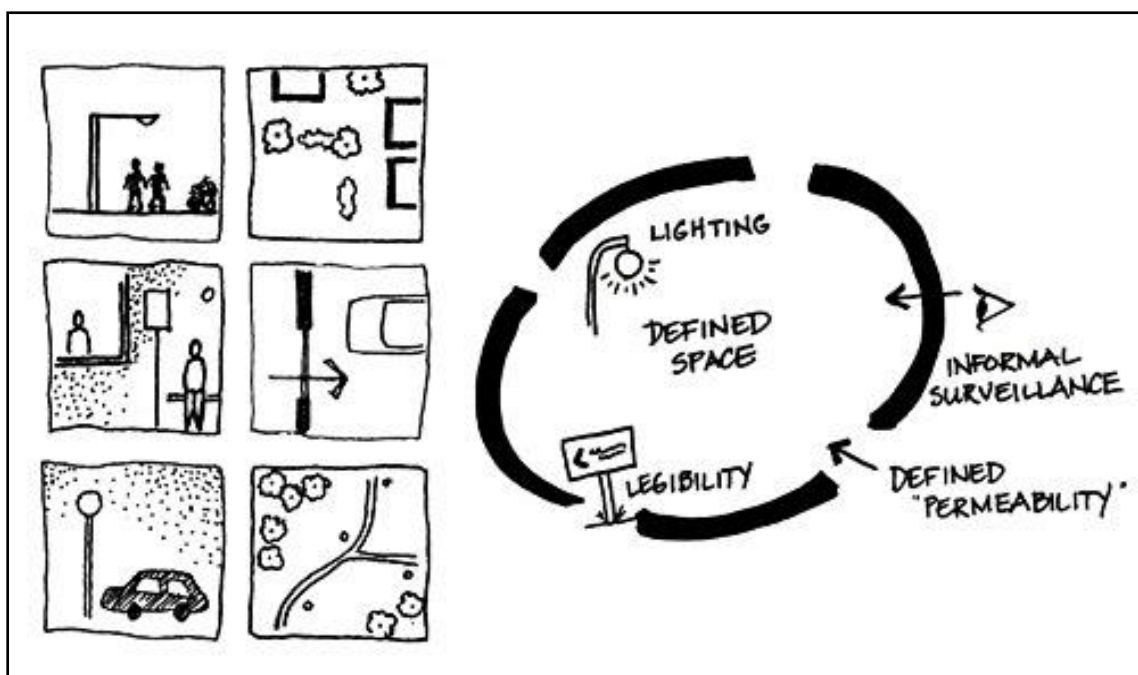 LIGHTING
DEFINED
SPACE
INFORMAL
SURVEILLANCE
LEGIBILITY
DEFINED
"PERMEABILITY"